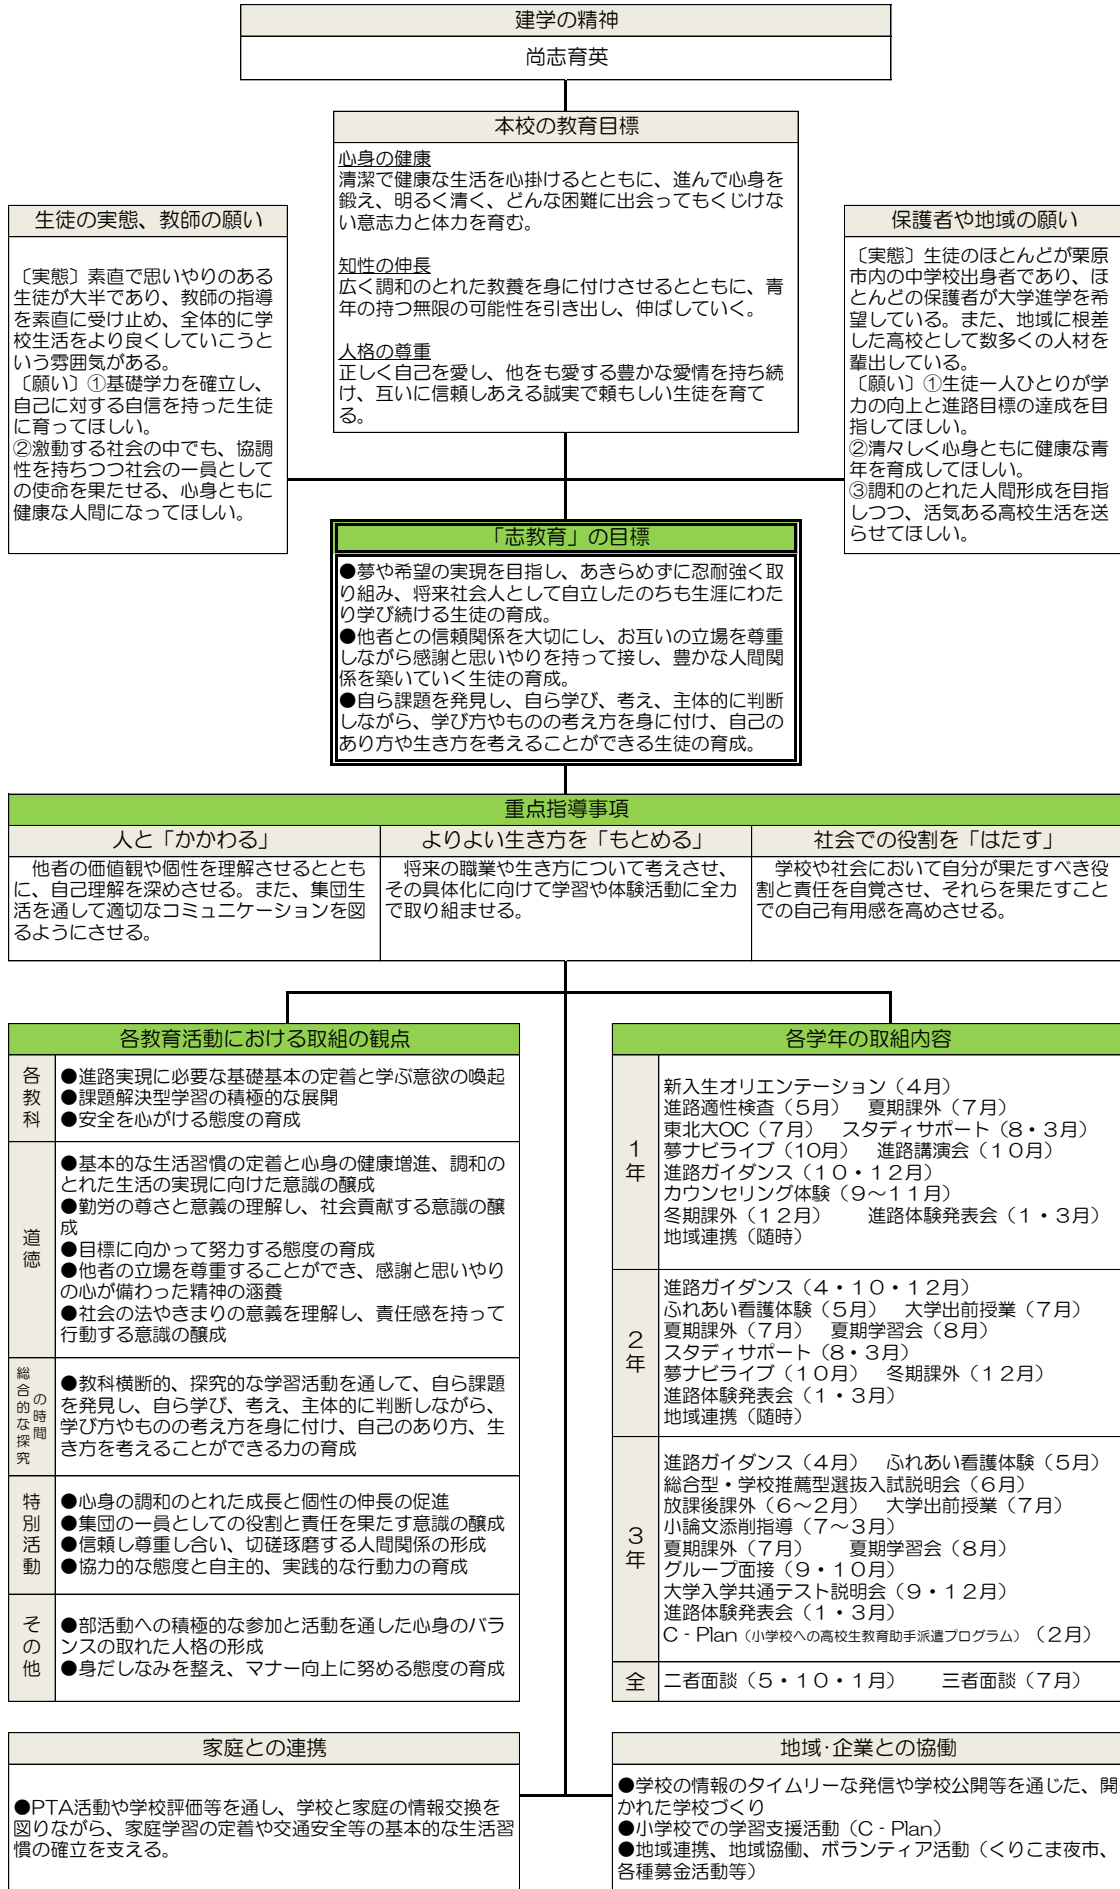 建学の精神
尚志育英
本校の教育目標
心身の健康
清潔で健康な生活を心掛けるとともに、進んで心身を
鍛え、明るく清く、どんな困難に出会ってもくじけな
い意志力と体力を育む。
知性の伸長
広く調和のとれた教養を身に付けさせるとともに、青
年の持つ無限の可能性を引き出し、伸ばしていく。
人格の尊重
正しく自己を愛し、他をも愛する豊かな愛情を持ち続
け、互いに信頼しあえる誠実で頼もしい生徒を育て
る。
生徒の実態、教師の願い
〔実態〕素直で思いやりのある
生徒が大半であり、教師の指導
を素直に受け止め、全体的に学
校生活をより良くしていこうと
いう雰囲気がある。
〔願い〕①基礎学力を確立し、
自己に対する自信を持った生徒
に育ってほしい。
②激動する社会の中でも、協調
性を持ちつつ社会の一員として
の使命を果たせる、心身ともに
健康な人間になってほしい。
保護者や地域の願い
〔実態〕生徒のほとんどが栗原
市内の中学校出身者であり、ほ
とんどの保護者が大学進学を希
望している。また、地域に根差
した高校として数多くの人材を
輩出している。
〔願い〕①生徒一人ひとりが学
力の向上と進路目標の達成を目
指してほしい。
②清々しく心身ともに健康な青
年を育成してほしい。
③調和のとれた人間形成を目指
しつつ、活気ある高校生活を送
らせてほしい。
「志教育」の目標
●夢や希望の実現を目指し、あきらめずに忍耐強く取
り組み、将来社会人として自立したのちも生涯にわた
り学び続ける生徒の育成。
●他者との信頼関係を大切にし、お互いの立場を尊重
しながら感謝と思いやりを持って接し、豊かな人間関
係を築いていく生徒の育成。
●自ら課題を発見し、自ら学び、考え、主体的に判断
しながら、学び方やものの考え方を身に付け、自己の
あり方や生き方を考えることができる生徒の育成。
重点指導事項
人と「かかわる」
他者の価値観や個性を理解させるととも
に、自己理解を深めさせる。また、集団生
活を通して適切なコミュニケーションを図
るようにさせる。
よりよい生き方を「もとめる」
将来の職業や生き方について考えさせ、
その具体化に向けて学習や体験活動に全力
で取り組ませる。
社会での役割を「はたす」
学校や社会において自分が果たすべき役
割と責任を自覚させ、それらを果たすこと
での自己有用感を高めさせる。
各教育活動における取組の観点
各教科
●進路実現に必要な基礎基本の定着と学ぶ意欲の喚起
●課題解決型学習の積極的な展開
●安全を心がける態度の育成
道徳
●基本的な生活習慣の定着と心身の健康増進、調和の
とれた生活の実現に向けた意識の醸成
●勤労の尊さと意義の理解し、社会貢献する意識の醸
成
●目標に向かって努力する態度の育成
●他者の立場を尊重することができ、感謝と思いやり
の心が備わった精神の涵養
●社会の法やきまりの意義を理解し、責任感を持って
行動する意識の醸成
総合的な探究
の時間
●教科横断的、探究的な学習活動を通して、自ら課題
を発見し、自ら学び、考え、主体的に判断しながら、
学び方やものの考え方を身に付け、自己のあり方、生
き方を考えることができる力の育成
特別活動
●心身の調和のとれた成長と個性の伸長の促進
●集団の一員としての役割と責任を果たす意識の醸成
●信頼し尊重し合い、切磋琢磨する人間関係の形成
●協力的な態度と自主的、実践的な行動力の育成
その他
●部活動への積極的な参加と活動を通した心身のバラ
ンスの取れた人格の形成
●身だしなみを整え、マナー向上に努める態度の育成
各学年の取組内容
1年
新入生オリエンテーション（４月）
進路適性検査（５月）　夏期課外（７月）
東北大OC（７月）　スタディサポート（８・３月）
夢ナビライブ（10月）　進路講演会（１０月）
進路ガイダンス（１０・１２月）
カウンセリング体験（９～１１月）
冬期課外（１２月）　進路体験発表会（１・３月）
地域連携（随時）
2年
進路ガイダンス（４・１０・１２月）
ふれあい看護体験（５月）　大学出前授業（７月）
夏期課外（７月）　夏期学習会（８月）
スタディサポート（８・３月）
夢ナビライブ（１０月）　冬期課外（１２月）
進路体験発表会（１・３月）
地域連携（随時）
3年
進路ガイダンス（４月）　ふれあい看護体験（５月）
総合型・学校推薦型選抜入試説明会（６月）
放課後課外（６～２月）　大学出前授業（７月）
小論文添削指導（７～３月）
夏期課外（７月）　夏期学習会（８月）
グループ面接（９・１０月）
大学入学共通テスト説明会（９・１２月）
進路体験発表会（１・３月）
C‐Plan（小学校への高校生教育助手派遣プログラム）（２月）
全
二者面談（５・１０・１月）　三者面談（７月）
家庭との連携
●PTA活動や学校評価等を通し、学校と家庭の情報交換を
図りながら、家庭学習の定着や交通安全等の基本的な生活習
慣の確立を支える。
地域･企業との協働
●学校の情報のタイムリーな発信や学校公開等を通じた、開
かれた学校づくり
●小学校での学習支援活動（C‐Plan）
●地域連携、地域協働、ボランティア活動（くりこま夜市、
各種募金活動等）